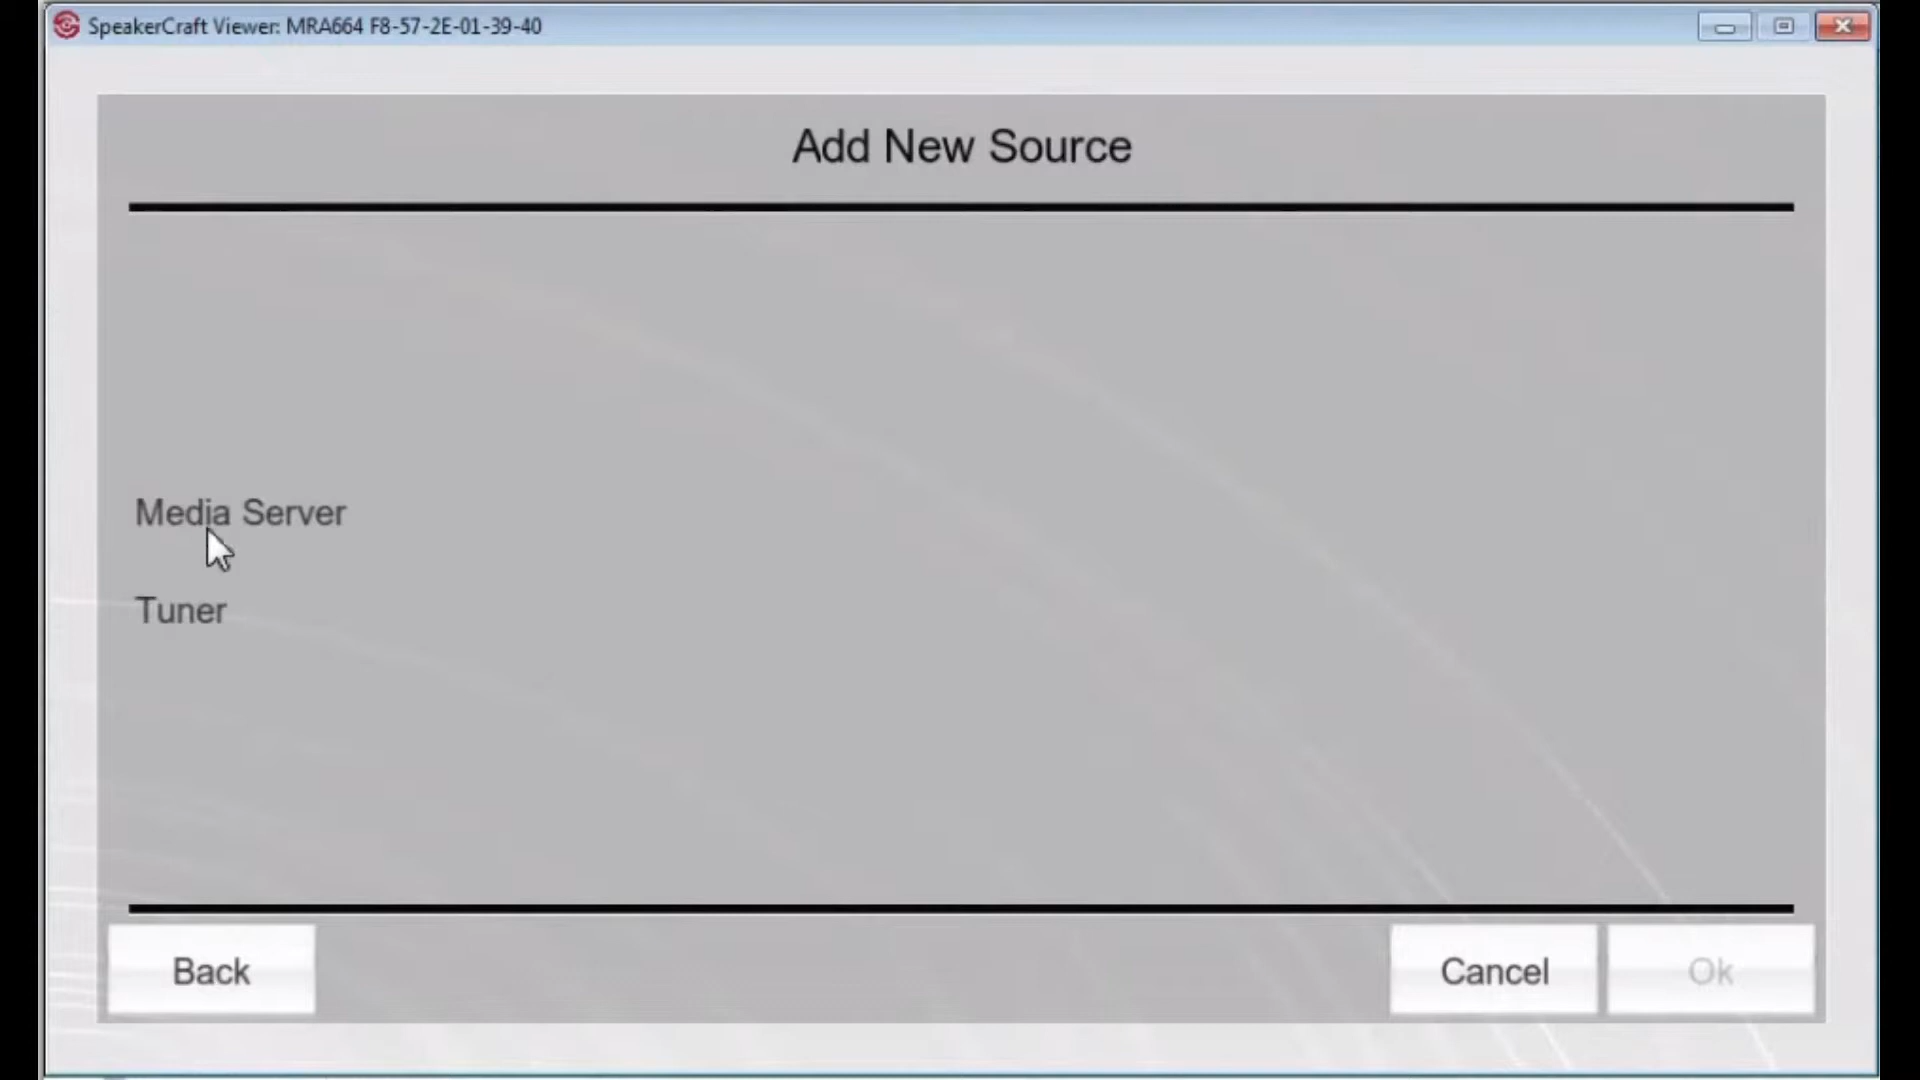 SpeakerCraft Viewer: MRA664 F8-57-2E-01-39-40
Add New Source
Media Server
Tuner
Back
Cancel
Ok